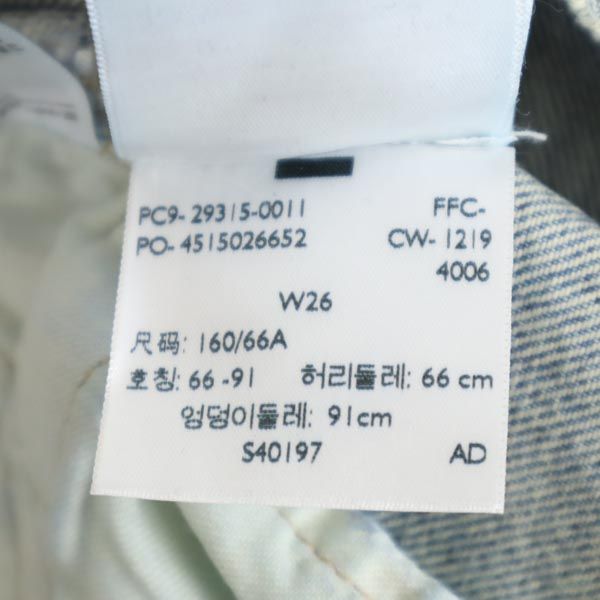 PC9- 29315-0011 FFC-
PO- 4515026652 CW- 1219
4006
W26
尺码: 160/66A
호칭: 66 -91 허리둘레: 66 cm
엉덩이둘레: 91cm
S40197 AD